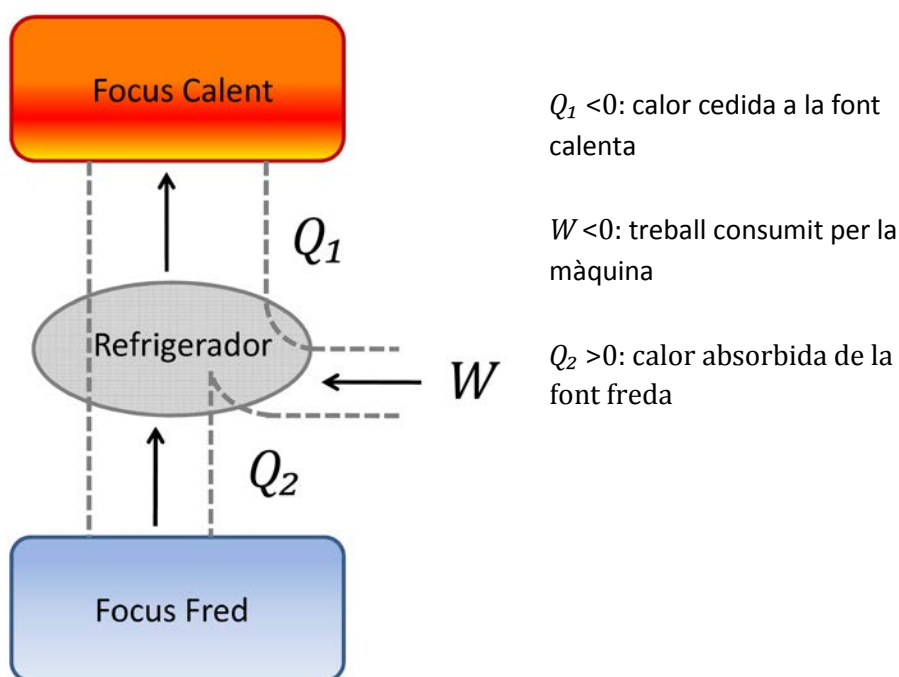 Focus Calent
Q₁ <0: calor cedida a la font
calenta
Q₁
W <0: treball consumit per la
màquina
Refrigerador
W
Q₂ >0: calor absorbida de la
font freda
Q₂
Focus Fred